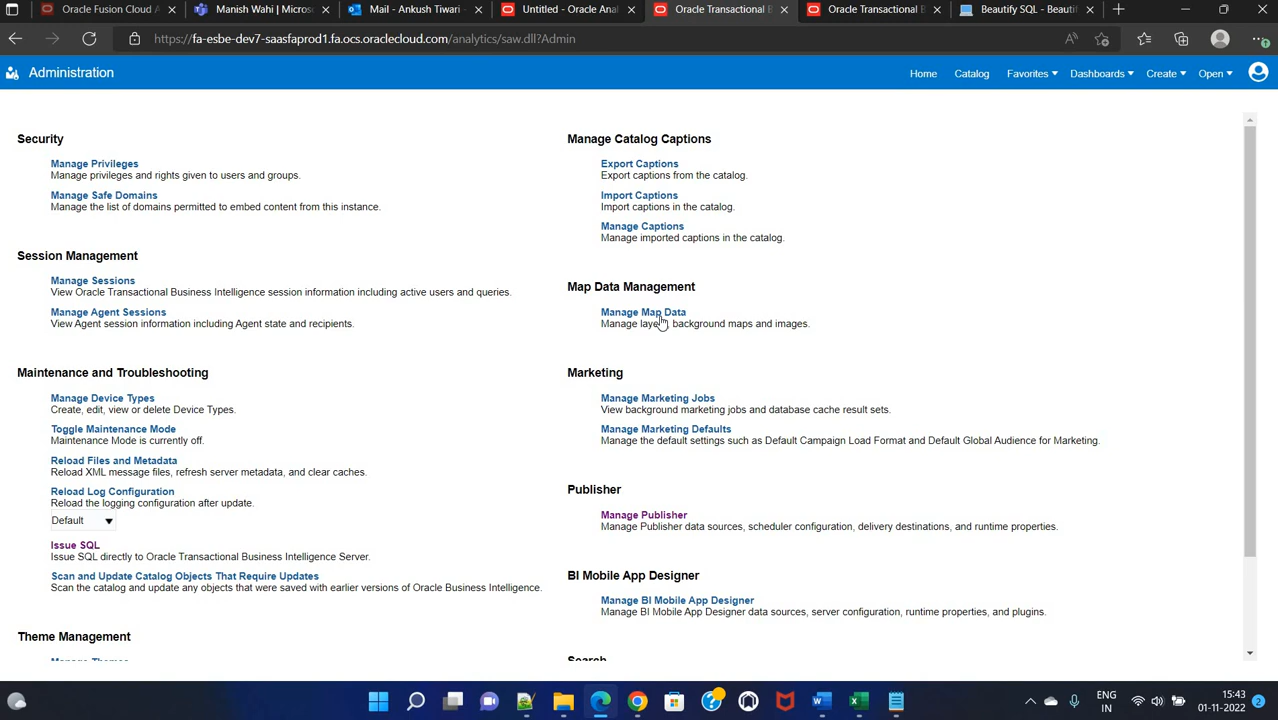 Oracle Fusion Cloud A
Manish Wahi | Microsoft
Mail - Ankush Tiwari -
Untitled - Oracle Anal
Oracle Transactional B
Oracle Transactional B
Beautify SQL - Beautif
https://fa-esbe-dev7-saasfaprod1.fa.ocs.oraclecloud.com/analytics/saw.dll?Admin
Administration
Home Catalog Favorites Dashboards Create Open
Security
Manage Privileges
Manage privileges and rights given to users and groups.
Manage Safe Domains
Manage the list of domains permitted to embed content from this instance.
Session Management
Manage Sessions
View Oracle Transactional Business Intelligence session information including active users and queries.
Manage Agent Sessions
View Agent session information including Agent state and recipients.
Maintenance and Troubleshooting
Manage Device Types
Create, edit, view or delete Device Types.
Toggle Maintenance Mode
Maintenance Mode is currently off.
Reload Files and Metadata
Reload XML message files, refresh server metadata, and clear caches.
Reload Log Configuration
Reload the logging configuration after update.
Default
Issue SQL
Issue SQL directly to Oracle Transactional Business Intelligence Server.
Scan and Update Catalog Objects That Require Updates
Scan the catalog and update any objects that were saved with earlier versions of Oracle Business Intelligence.
Theme Management
Manage Themes
Manage Catalog Captions
Export Captions
Export captions from the catalog.
Import Captions
Import captions in the catalog.
Manage Captions
Manage imported captions in the catalog.
Map Data Management
Manage Map Data
Manage layers, background maps and images.
Marketing
Manage Marketing Jobs
View background marketing jobs and database cache result sets.
Manage Marketing Defaults
Manage the default settings such as Default Campaign Load Format and Default Global Audience for Marketing.
Publisher
Manage Publisher
Manage Publisher data sources, scheduler configuration, delivery destinations, and runtime properties.
BI Mobile App Designer
Manage BI Mobile App Designer
Manage BI Mobile App Designer data sources, server configuration, runtime properties, and plugins.
Search
ENG
IN
15:43
01-11-2022
2